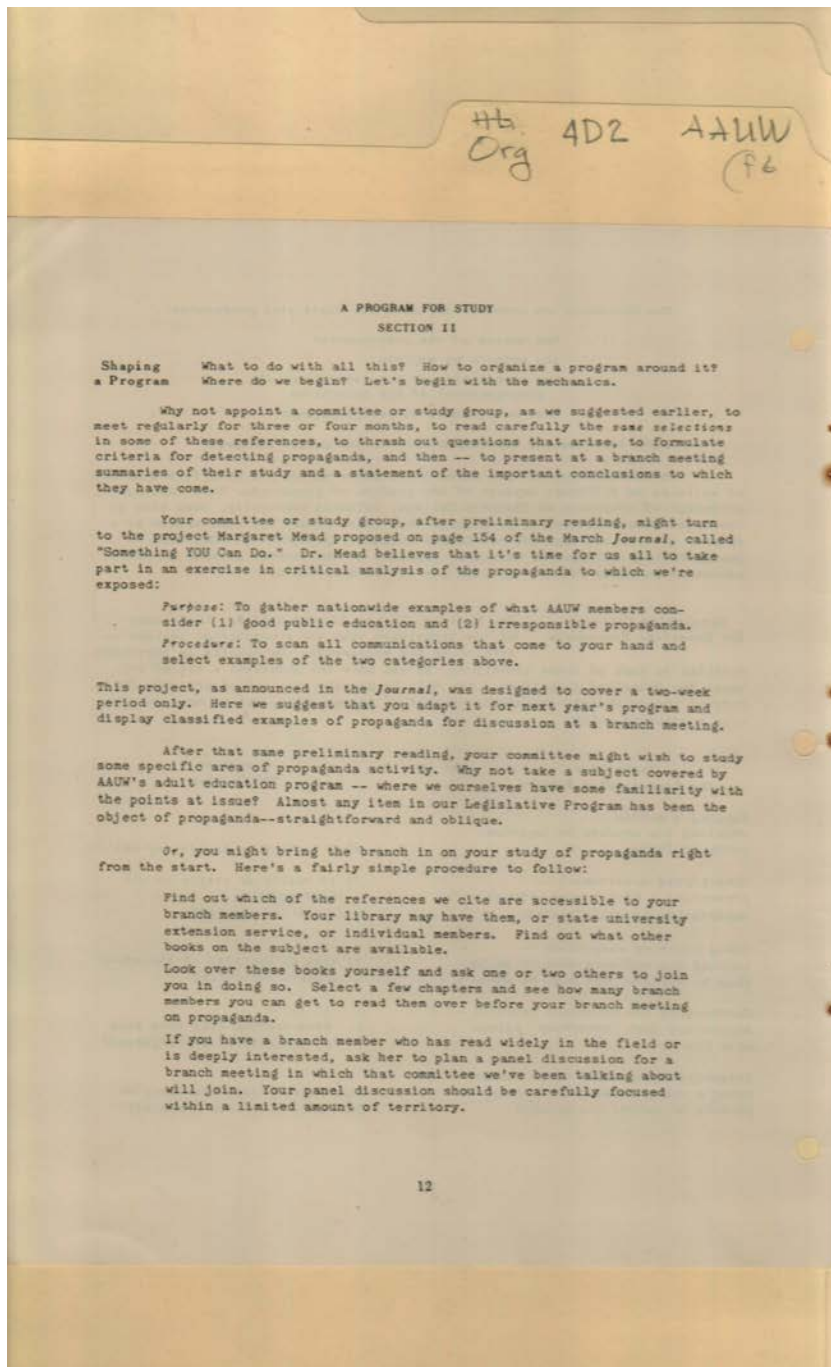 Hb. 4D2 AAUW
Org
A PROGRAM FOR STUDY
SECTION II
Shaping What to do with all this? How to organize a program around it?
a Program Where do we begin? Let's begin with the mechanics.
Why not appoint a committee or study group, as we suggested earlier, to
meet regularly for three or four months, to read carefully the same selections
in some of these references, to thrash out questions that arise, to formulate
criteria for detecting propaganda, and then -- to present at a branch meeting
summaries of their study and a statement of the important conclusions to which
they have come.
Your committee or study group, after preliminary reading, might turn
to the project Margaret Mead proposed on page 154 of the March Journal, called
"Something YOU Can Do." Dr. Mead believes that it's time for us all to take
part in an exercise in critical analysis of the propaganda to which we're
exposed:
Purpose: To gather nationwide examples of what AAUW members con-
sider (1) good public education and (2) irresponsible propaganda.
Procedure: To scan all communications that come to your hand and
select examples of the two categories above.
This project, as announced in the Journal, was designed to cover a two-week
period only. Here we suggest that you adapt it for next year's program and
display classified examples of propaganda for discussion at a branch meeting.
After that same preliminary reading, your committee might wish to study
some specific area of propaganda activity. Why not take a subject covered by
AAUW's adult education program -- where we ourselves have some familiarity with
the points at issue? Almost any item in our Legislative Program has been the
object of propaganda--straightforward and oblique.
Or, you might bring the branch in on your study of propaganda right
from the start. Here's a fairly simple procedure to follow:
Find out which of the references we cite are accessible to your
branch members. Your library may have them, or state university
extension service, or individual members. Find out what other
books on the subject are available.
Look over these books yourself and ask one or two others to join
you in doing so. Select a few chapters and see how many branch
members you can get to read them over before your branch meeting
on propaganda.
If you have a branch member who has read widely in the field or
is deeply interested, ask her to plan a panel discussion for a
branch meeting in which that committee we've been talking about
will join. Your panel discussion should be carefully focused
within a limited amount of territory.
12